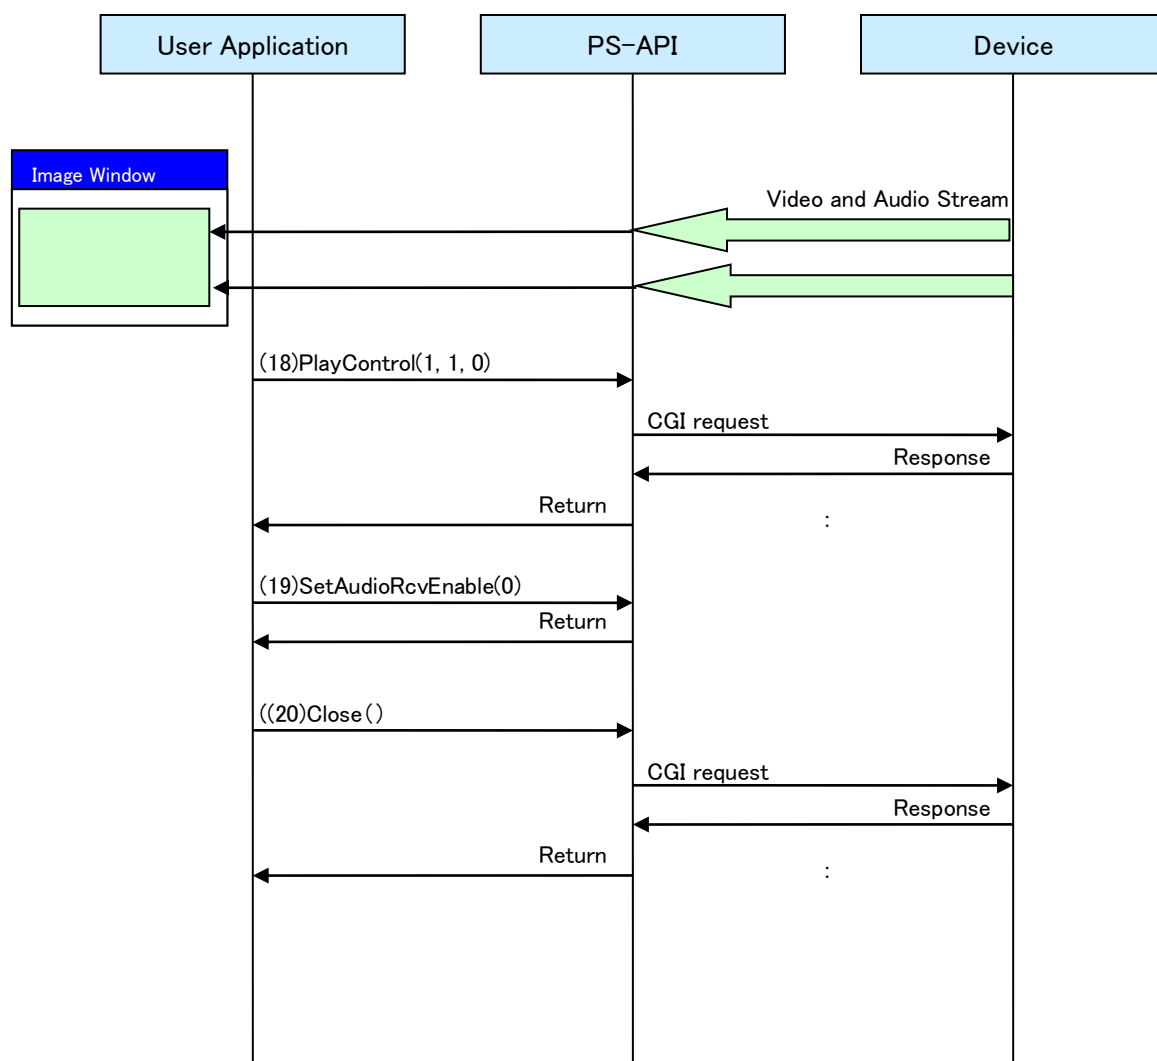 User Application
PS-API
Device
Image Window
Video and Audio Stream
(18)PlayControl(1, 1, 0)
CGI request
Response
Return
:
(19)SetAudioRcvEnable(0)
Return
((20)Close()
CGI request
Response
Return
: